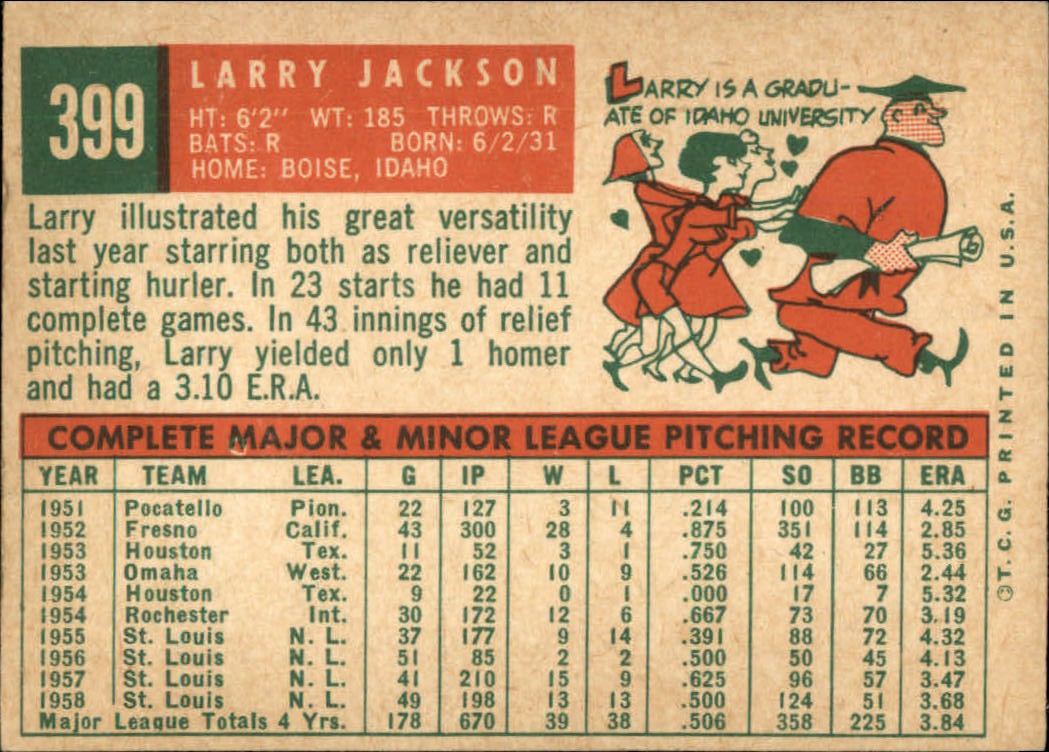 399
LARRY JACKSON
HT: 6'2" WT: 185 THROWS: R
BATS: R BORN: 6/2/31
HOME: BOISE, IDAHO
LARRY IS A GRADU-
ATE OF IDAHO UNIVERSITY
Larry illustrated his great versatility
last year starring both as reliever and
starting hurler. In 23 starts he had 11
complete games. In 43 innings of relief
pitching, Larry yielded only 1 homer
and had a 3.10 E.R.A.
COMPLETE MAJOR & MINOR LEAGUE PITCHING RECORD
YEAR TEAM LEA. G IP W L PCT SO BB ERA
1951 Pocatello Pion. 22 127 3 11 .214 100 113 4.25
1952 Fresno Calif. 43 300 28 4 .875 351 114 2.85
1953 Houston Tex. 11 52 3 1 .750 42 27 5.36
1953 Omaha West. 22 162 10 9 .526 114 66 2.44
1954 Houston Tex. 9 22 0 1 .000 17 7 5.32
1954 Rochester Int. 30 172 12 6 .667 73 70 3.19
1955 St. Louis N. L. 37 177 9 14 .391 88 72 4.32
1956 St. Louis N. L. 51 85 2 2 .500 50 45 4.13
1957 St. Louis N. L. 41 210 15 9 .625 96 57 3.47
1958 St. Louis N. L. 49 198 13 13 .500 124 51 3.68
Major League Totals 4 Yrs. 178 670 39 38 .506 358 225 3.84
©T. C. G. PRINTED IN U.S.A.